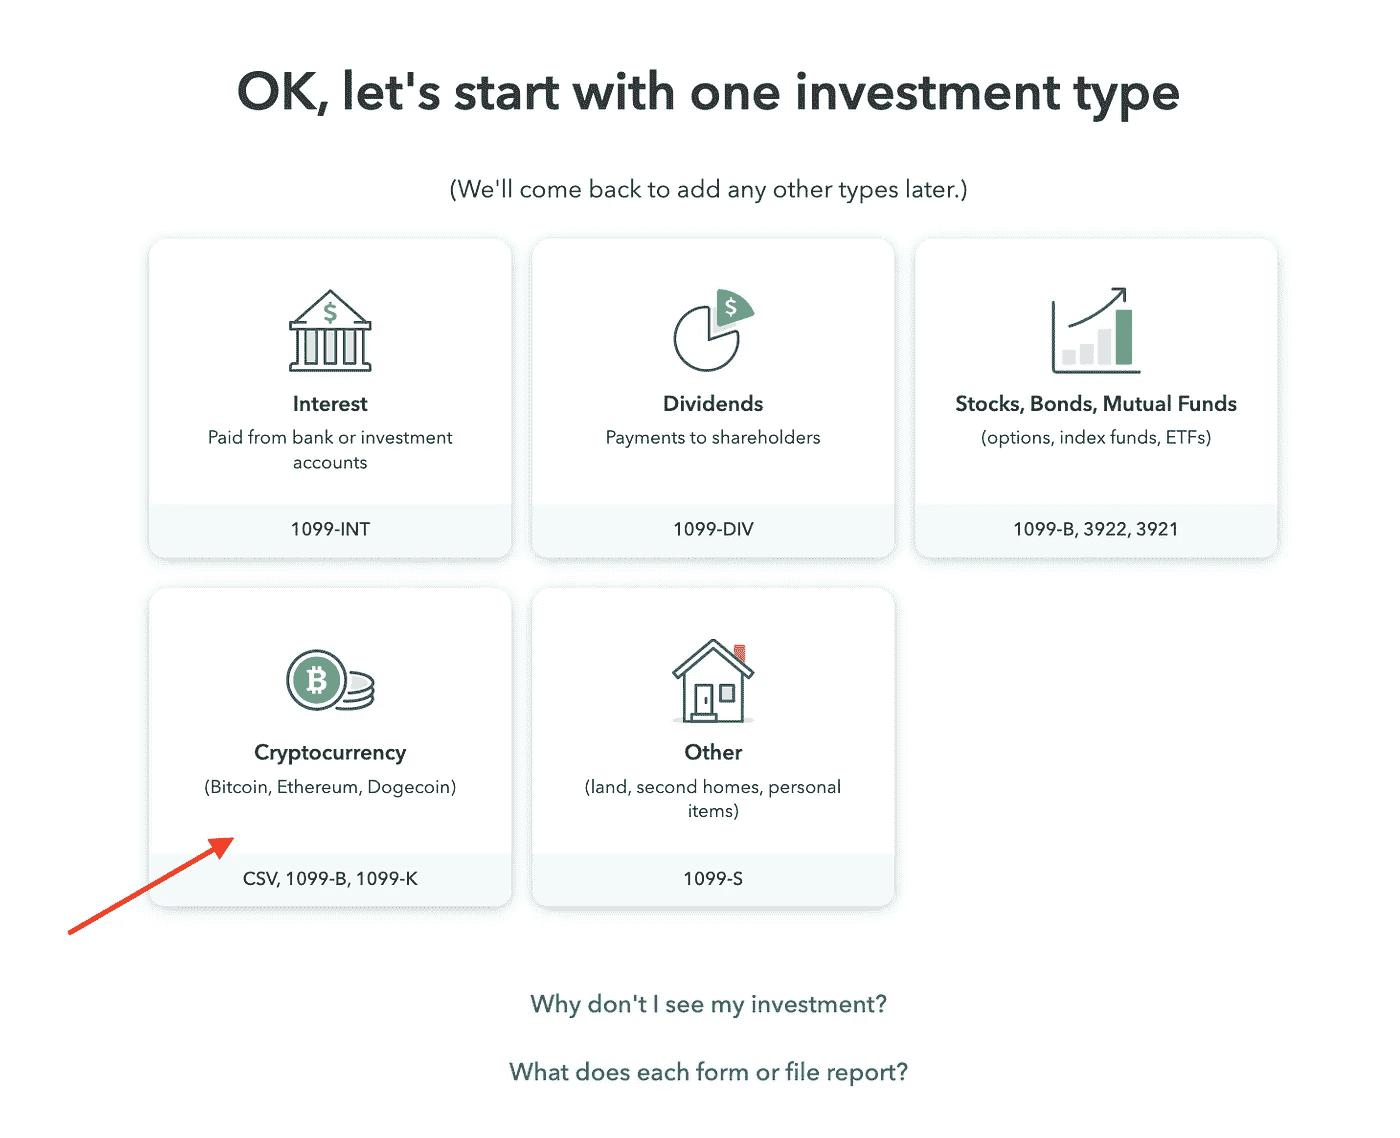 OK, let's start with one investment type
(We'll come back to add any other types later.)
$
Interest
Paid from bank or investment
accounts
1099-INT
$
Dividends
Payments to shareholders
1099-DIV
Stocks, Bonds, Mutual Funds
(options, index funds, ETFs)
1099-B, 3922, 3921
Cryptocurrency
(Bitcoin, Ethereum, Dogecoin)
CSV, 1099-B, 1099-K
Other
(land, second homes, personal
items)
1099-S
Why don't I see my investment?
What does each form or file report?